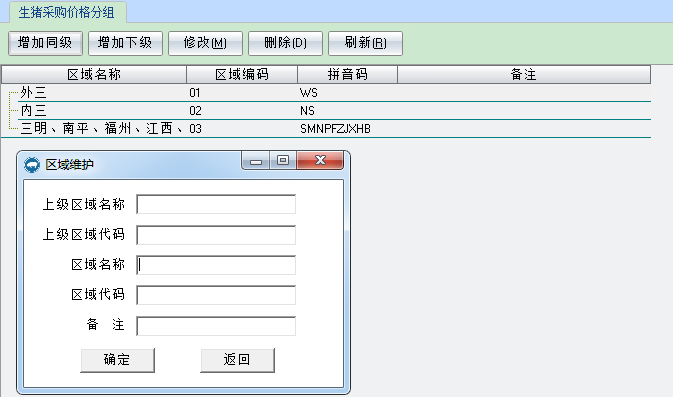 生猪采购价格分组
增加同级 增加下级 修改(M) 删除(D) 刷新(R)
区域名称 区域编码 拼音码 备注
外三 01 WS
内三 02 NS
三明、南平、福州、江西、 03 SMNPFZJXHB
区域维护
上级区域名称
上级区域代码
区域名称
区域代码
备 注
确定 返回